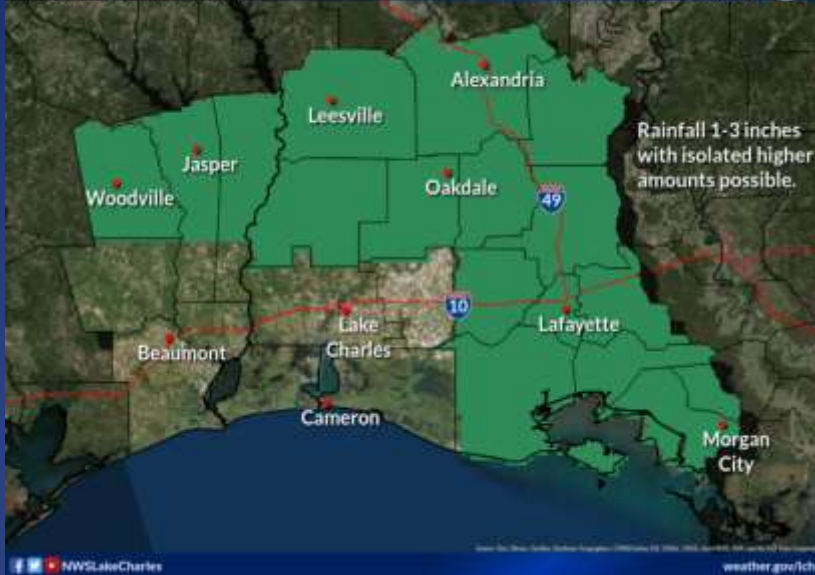 Alexandria
Leesville
Rainfall 1-3 inches
with isolated higher
amounts possible.
Jasper
Woodville
Oakdale
49
10
Lake
Charles
Lafayette
Beaumont
Cameron
Morgan
City
NWSLakeCharles
weather.gov/lch